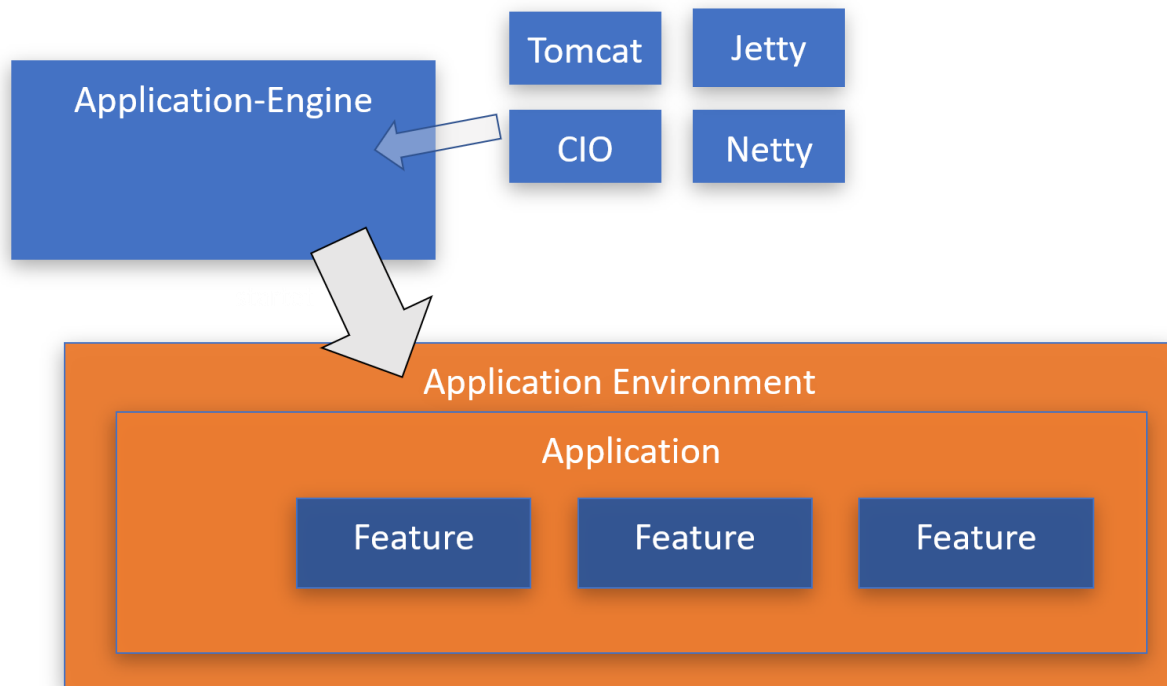 Tomcat
Jetty
Application-Engine
CIO
Netty
Application Environment
Application
Feature
Feature
Feature